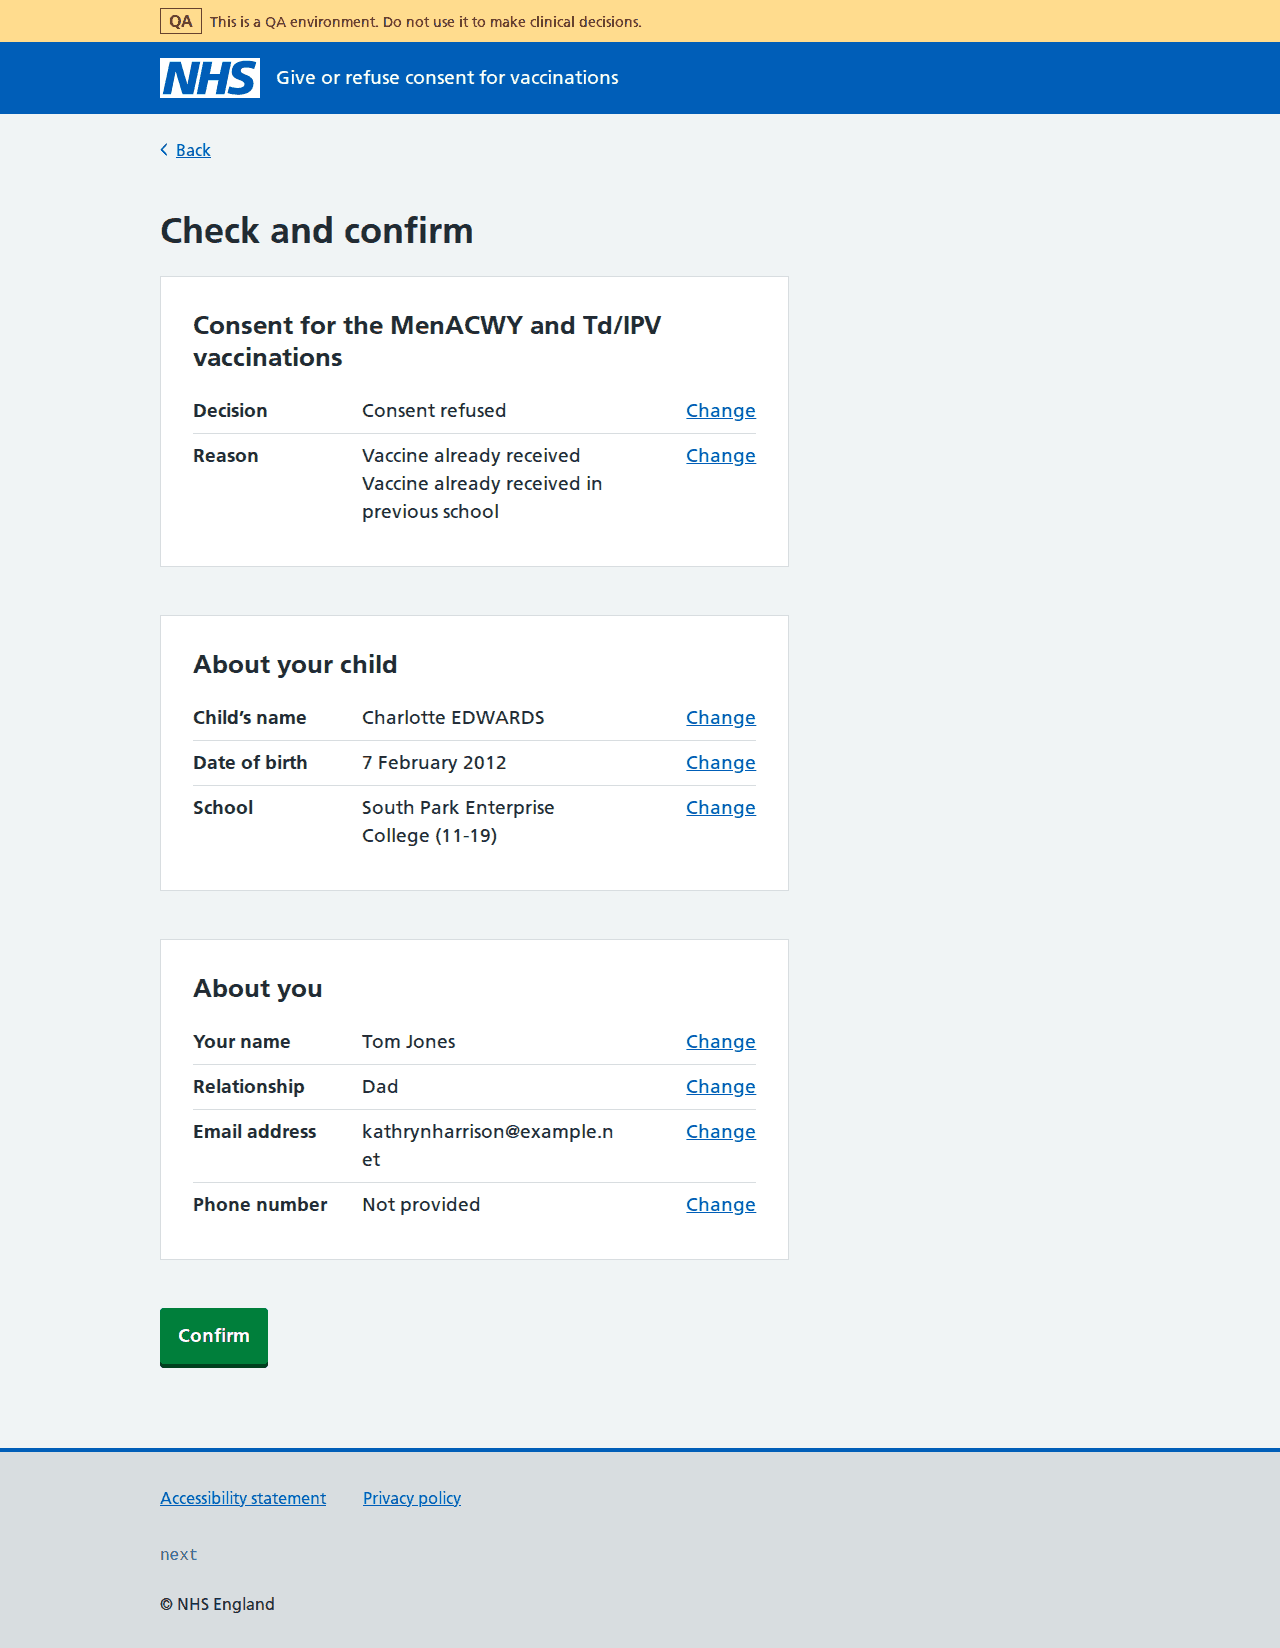 QA This is a QA environment. Do not use it to make clinical decisions.
NHS Give or refuse consent for vaccinations
Back
Check and confirm
Consent for the MenACWY and Td/IPV
vaccinations
Decision Consent refused Change
Reason Vaccine already received Change
Vaccine already received in
previous school
About your child
Child’s name Charlotte EDWARDS Change
Date of birth 7 February 2012 Change
School South Park Enterprise Change
College (11-19)
About you
Your name Tom Jones Change
Relationship Dad Change
Email address kathrynharrison@example.n Change
et
Phone number Not provided Change
Confirm
Accessibility statement Privacy policy
next
© NHS England